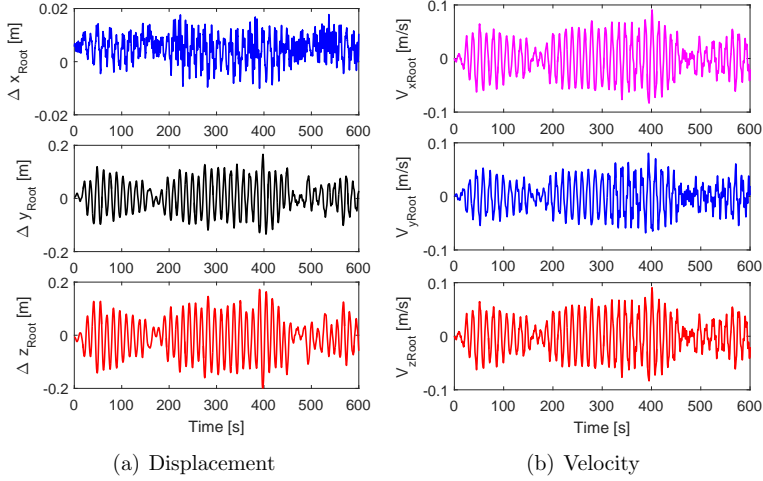 0.02
0
-0.02
Δ x_Root [m]
0 100 200 300 400 500 600
0.2
0
-0.2
Δ y_Root [m]
0 100 200 300 400 500 600
0.2
0
-0.2
Δ z_Root [m]
0 100 200 300 400 500 600
Time [s]
(a) Displacement
0.1
0
-0.1
V_xRoot [m/s]
0 100 200 300 400 500 600
0.1
0
-0.1
V_yRoot [m/s]
0 100 200 300 400 500 600
0.1
0
-0.1
V_zRoot [m/s]
0 100 200 300 400 500 600
Time [s]
(b) Velocity